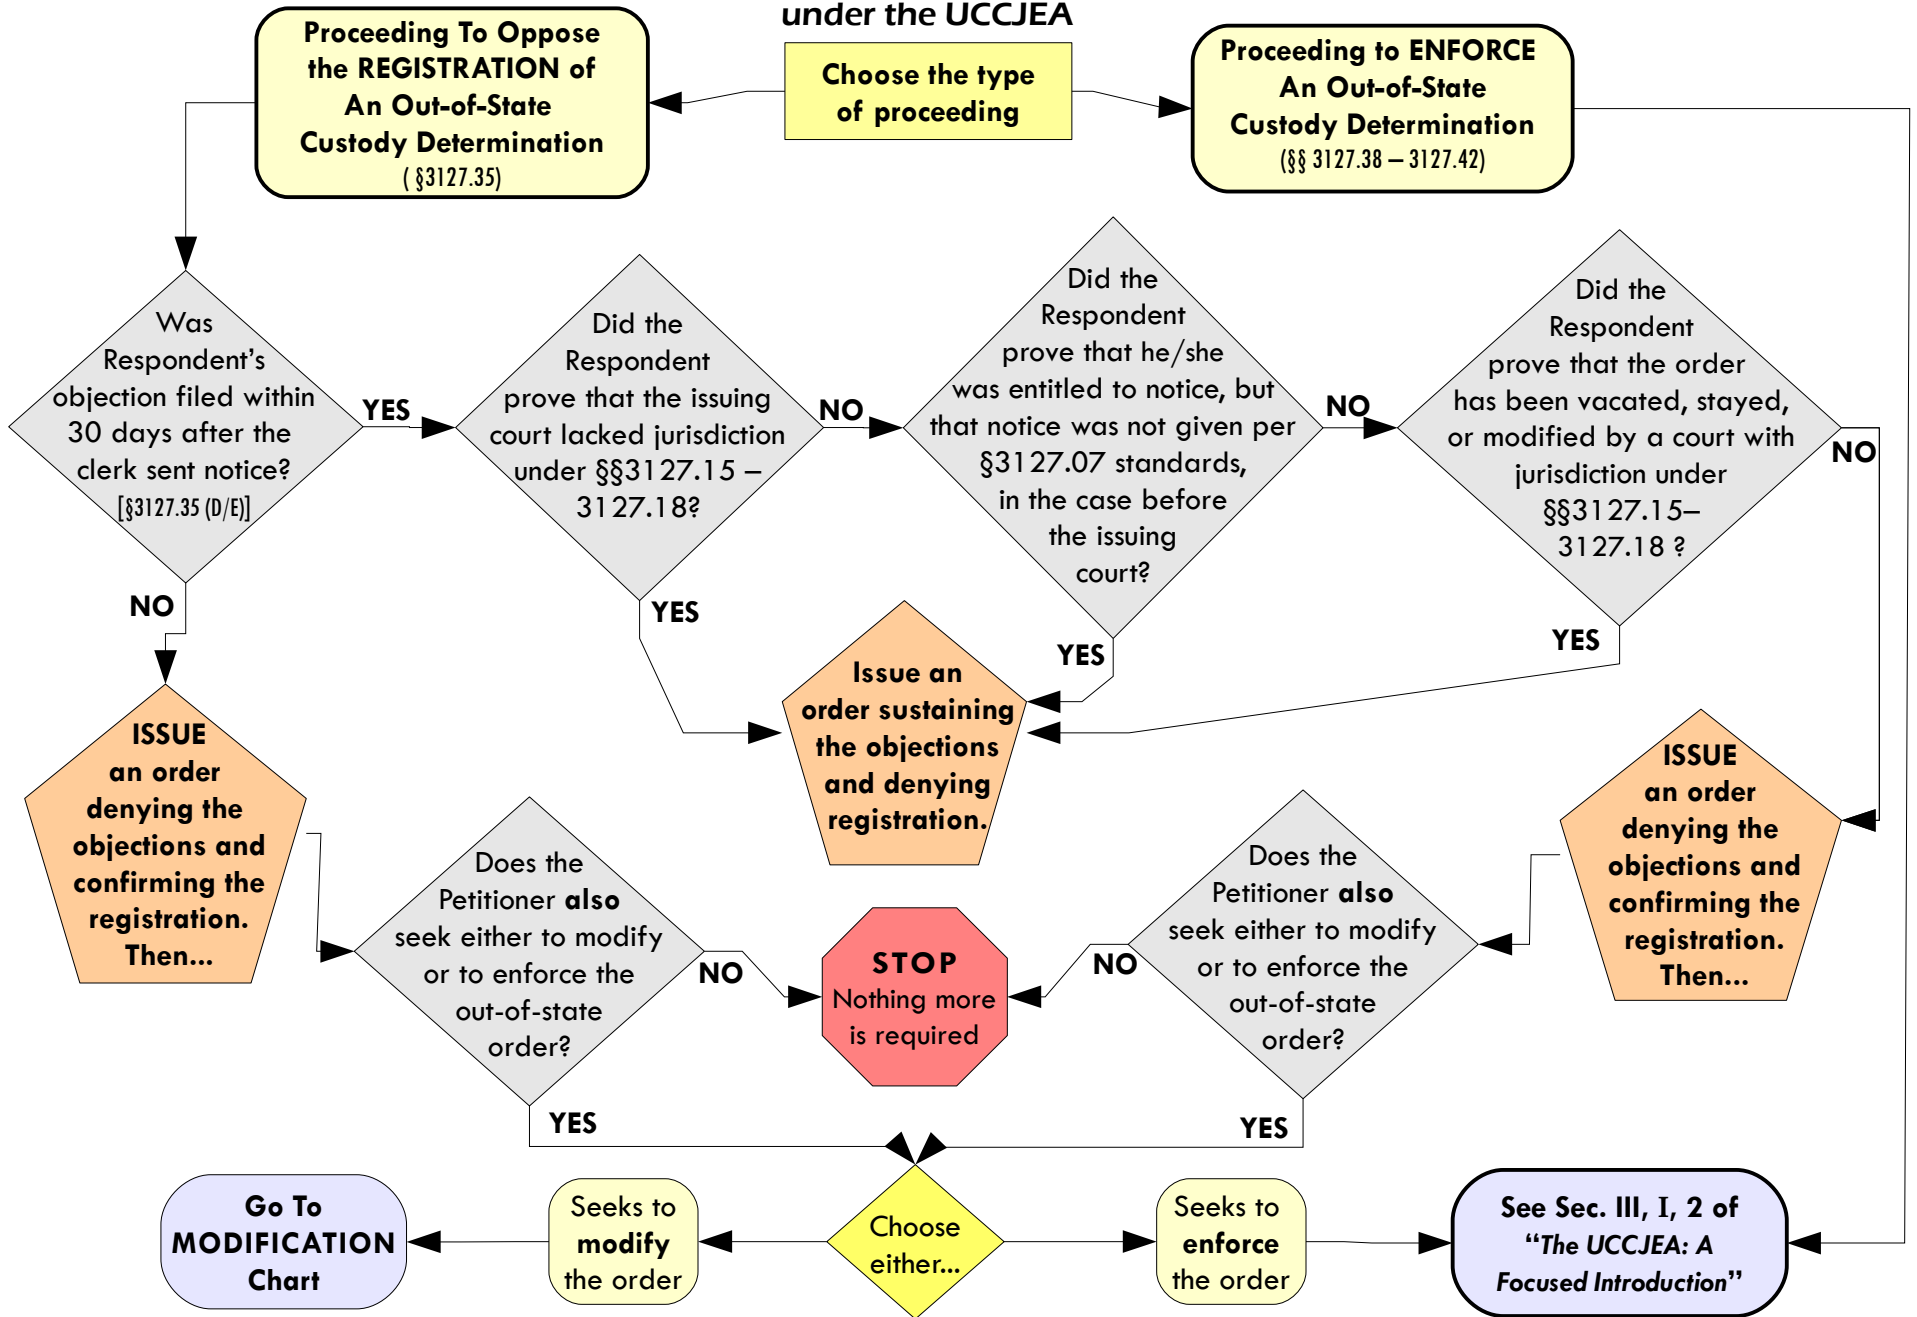 under the UCCJEA
Proceeding To Oppose
the REGISTRATION of
An Out-of-State
Custody Determination
( §3127.35)
Choose the type
of proceeding
Proceeding to ENFORCE
An Out-of-State
Custody Determination
(§§ 3127.38 – 3127.42)
Was
Respondent's
objection filed within
30 days after the
clerk sent notice?
[§3127.35 (D/E)]
YES
NO
Did the
Respondent
prove that the issuing
court lacked jurisdiction
under §§3127.15 –
3127.18?
NO
YES
Did the
Respondent
prove that he/she
was entitled to notice, but
that notice was not given per
§3127.07 standards,
in the case before
the issuing
court?
NO
YES
Did the
Respondent
prove that the order
has been vacated, stayed,
or modified by a court with
jurisdiction under
§§3127.15–
3127.18 ?
NO
YES
ISSUE
an order
denying the
objections and
confirming the
registration.
Then...
Issue an
order sustaining
the objections
and denying
registration.
ISSUE
an order
denying the
objections and
confirming the
registration.
Then...
Does the
Petitioner also
seek either to modify
or to enforce the
out-of-state
order?
NO
YES
STOP
Nothing more
is required
Does the
Petitioner also
seek either to modify
or to enforce the
out-of-state
order?
NO
YES
Go To
MODIFICATION
Chart
Seeks to
modify
the order
Choose
either...
Seeks to
enforce
the order
See Sec. III, I, 2 of
“The UCCJEA: A
Focused Introduction”